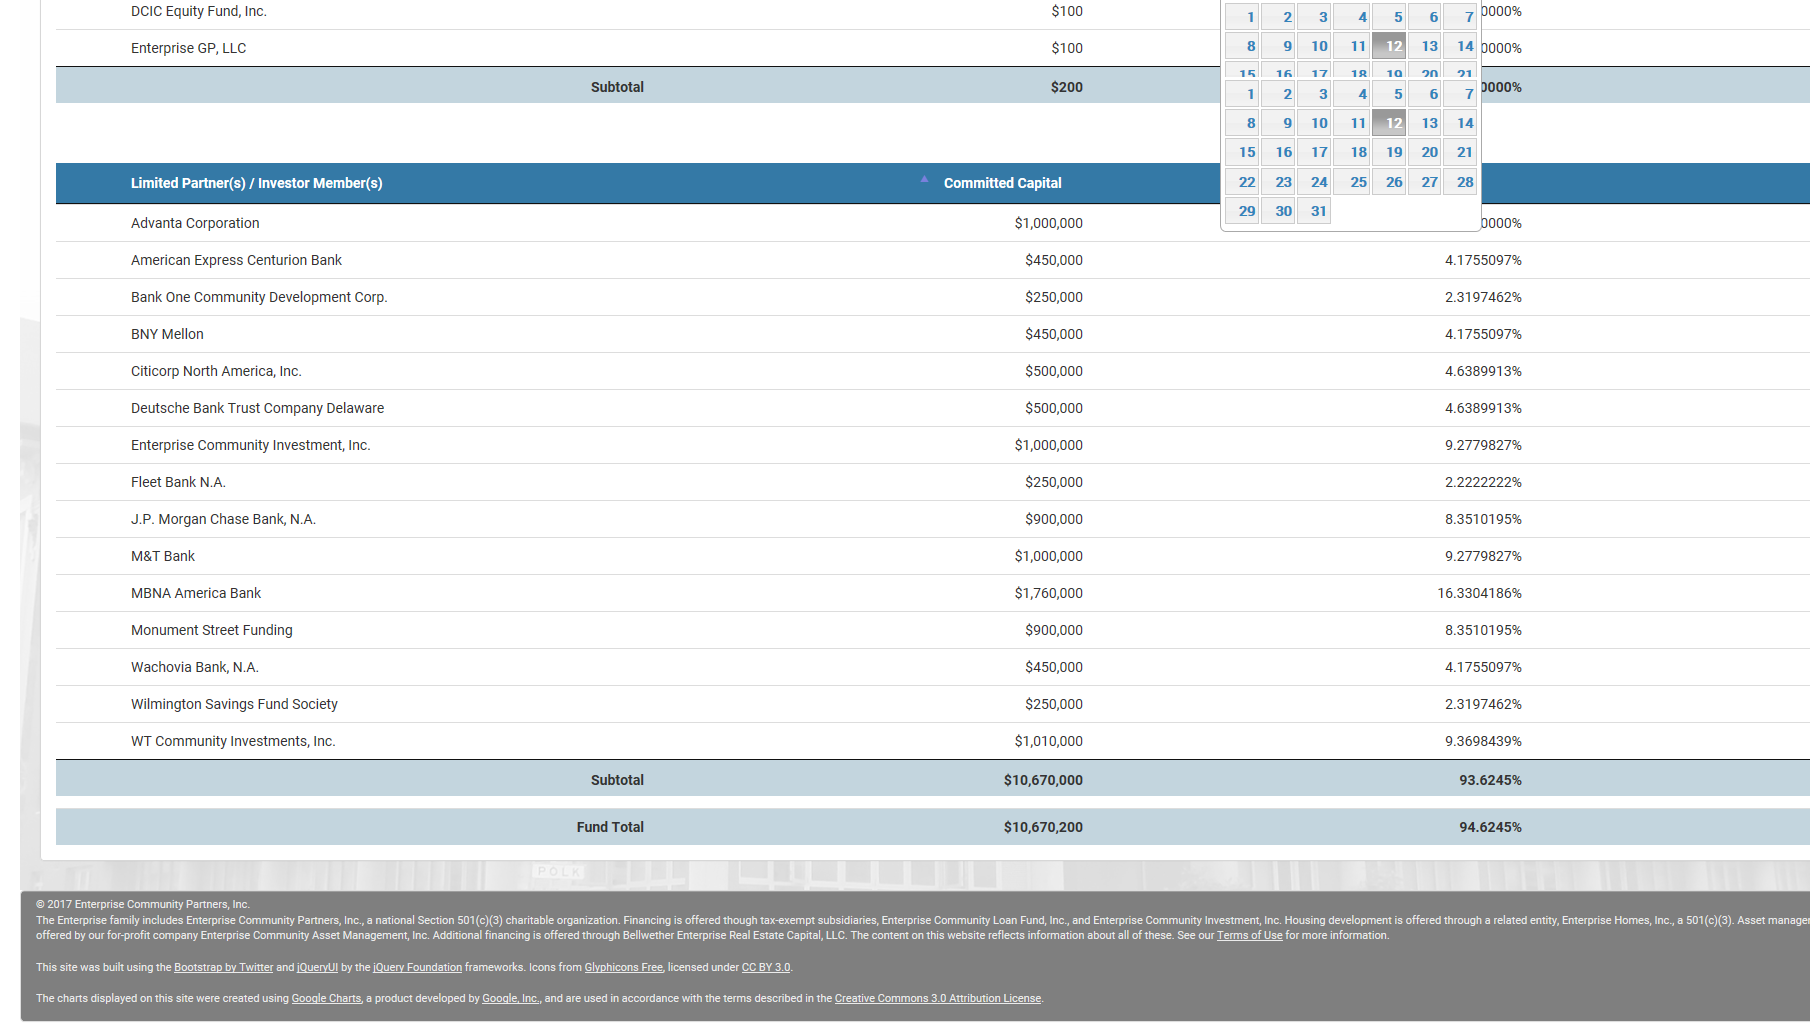 DCIC Equity Fund, Inc. $100 0000%
Enterprise GP, LLC $100 0000%
Subtotal $200 0000%
1 2 3 4 5 6 7
8 9 10 11 12 13 14
15 16 17 18 19 20 21
1 2 3 4 5 6 7
8 9 10 11 12 13 14
15 16 17 18 19 20 21
22 23 24 25 26 27 28
29 30 31
Limited Partner(s) / Investor Member(s) Committed Capital
Advanta Corporation $1,000,000 0000%
American Express Centurion Bank $450,000 4.1755097%
Bank One Community Development Corp. $250,000 2.3197462%
BNY Mellon $450,000 4.1755097%
Citicorp North America, Inc. $500,000 4.6389913%
Deutsche Bank Trust Company Delaware $500,000 4.6389913%
Enterprise Community Investment, Inc. $1,000,000 9.2779827%
Fleet Bank N.A. $250,000 2.2222222%
J.P. Morgan Chase Bank, N.A. $900,000 8.3510195%
M&T Bank $1,000,000 9.2779827%
MBNA America Bank $1,760,000 16.3304186%
Monument Street Funding $900,000 8.3510195%
Wachovia Bank, N.A. $450,000 4.1755097%
Wilmington Savings Fund Society $250,000 2.3197462%
WT Community Investments, Inc. $1,010,000 9.3698439%
Subtotal $10,670,000 93.6245%
Fund Total $10,670,200 94.6245%
POLK
© 2017 Enterprise Community Partners, Inc.
The Enterprise family includes Enterprise Community Partners, Inc., a national Section 501(c)(3) charitable organization. Financing is offered though tax-exempt subsidiaries, Enterprise Community Loan Fund, Inc., and Enterprise Community Investment, Inc. Housing development is offered through a related entity, Enterprise Homes, Inc., a 501(c)(3). Asset manage
offered by our for-profit company Enterprise Community Asset Management, Inc. Additional financing is offered through Bellwether Enterprise Real Estate Capital, LLC. The content on this website reflects information about all of these. See our Terms of Use for more information.
This site was built using the Bootstrap by Twitter and jQueryUI by the jQuery Foundation frameworks. Icons from Glyphicons Free, licensed under CC BY 3.0.
The charts displayed on this site were created using Google Charts, a product developed by Google, Inc., and are used in accordance with the terms described in the Creative Commons 3.0 Attribution License.